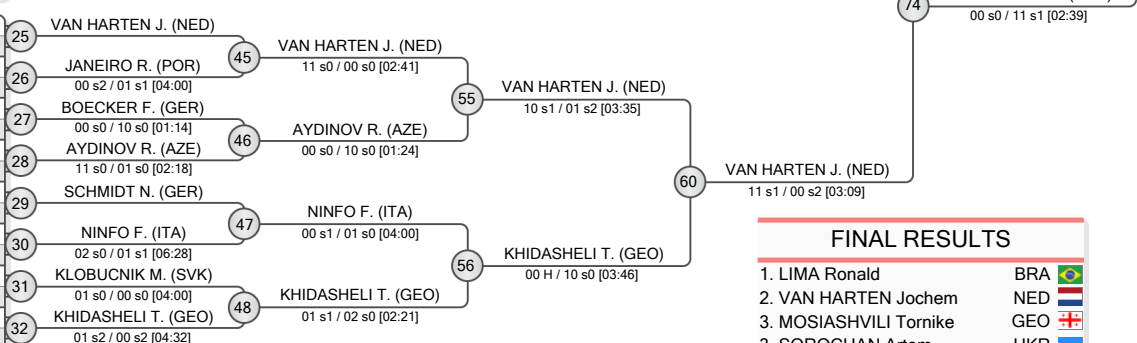 74
00 s0 / 11 s1 [02:39]
25
VAN HARTEN J. (NED)
26
JANEIRO R. (POR)
00 s2 / 01 s1 [04:00]
27
BOECKER F. (GER)
00 s0 / 10 s0 [01:14]
28
AYDINOV R. (AZE)
11 s0 / 01 s0 [02:18]
29
SCHMIDT N. (GER)
30
NINFO F. (ITA)
02 s0 / 01 s1 [06:28]
31
KLOBUCNIK M. (SVK)
01 s0 / 00 s0 [04:00]
32
KHIDASHELI T. (GEO)
01 s2 / 00 s2 [04:32]
45
VAN HARTEN J. (NED)
11 s0 / 00 s0 [02:41]
46
AYDINOV R. (AZE)
00 s0 / 10 s0 [01:24]
47
NINFO F. (ITA)
00 s1 / 01 s0 [04:00]
48
KHIDASHELI T. (GEO)
01 s1 / 02 s0 [02:21]
55
VAN HARTEN J. (NED)
10 s1 / 01 s2 [03:35]
56
KHIDASHELI T. (GEO)
00 H / 10 s0 [03:46]
60
VAN HARTEN J. (NED)
11 s1 / 00 s2 [03:09]
FINAL RESULTS
1. LIMA Ronald BRA
2. VAN HARTEN Jochem NED
3. MOSIASHVILI Tornike GEO
3. SOROCHAN Artem UKR